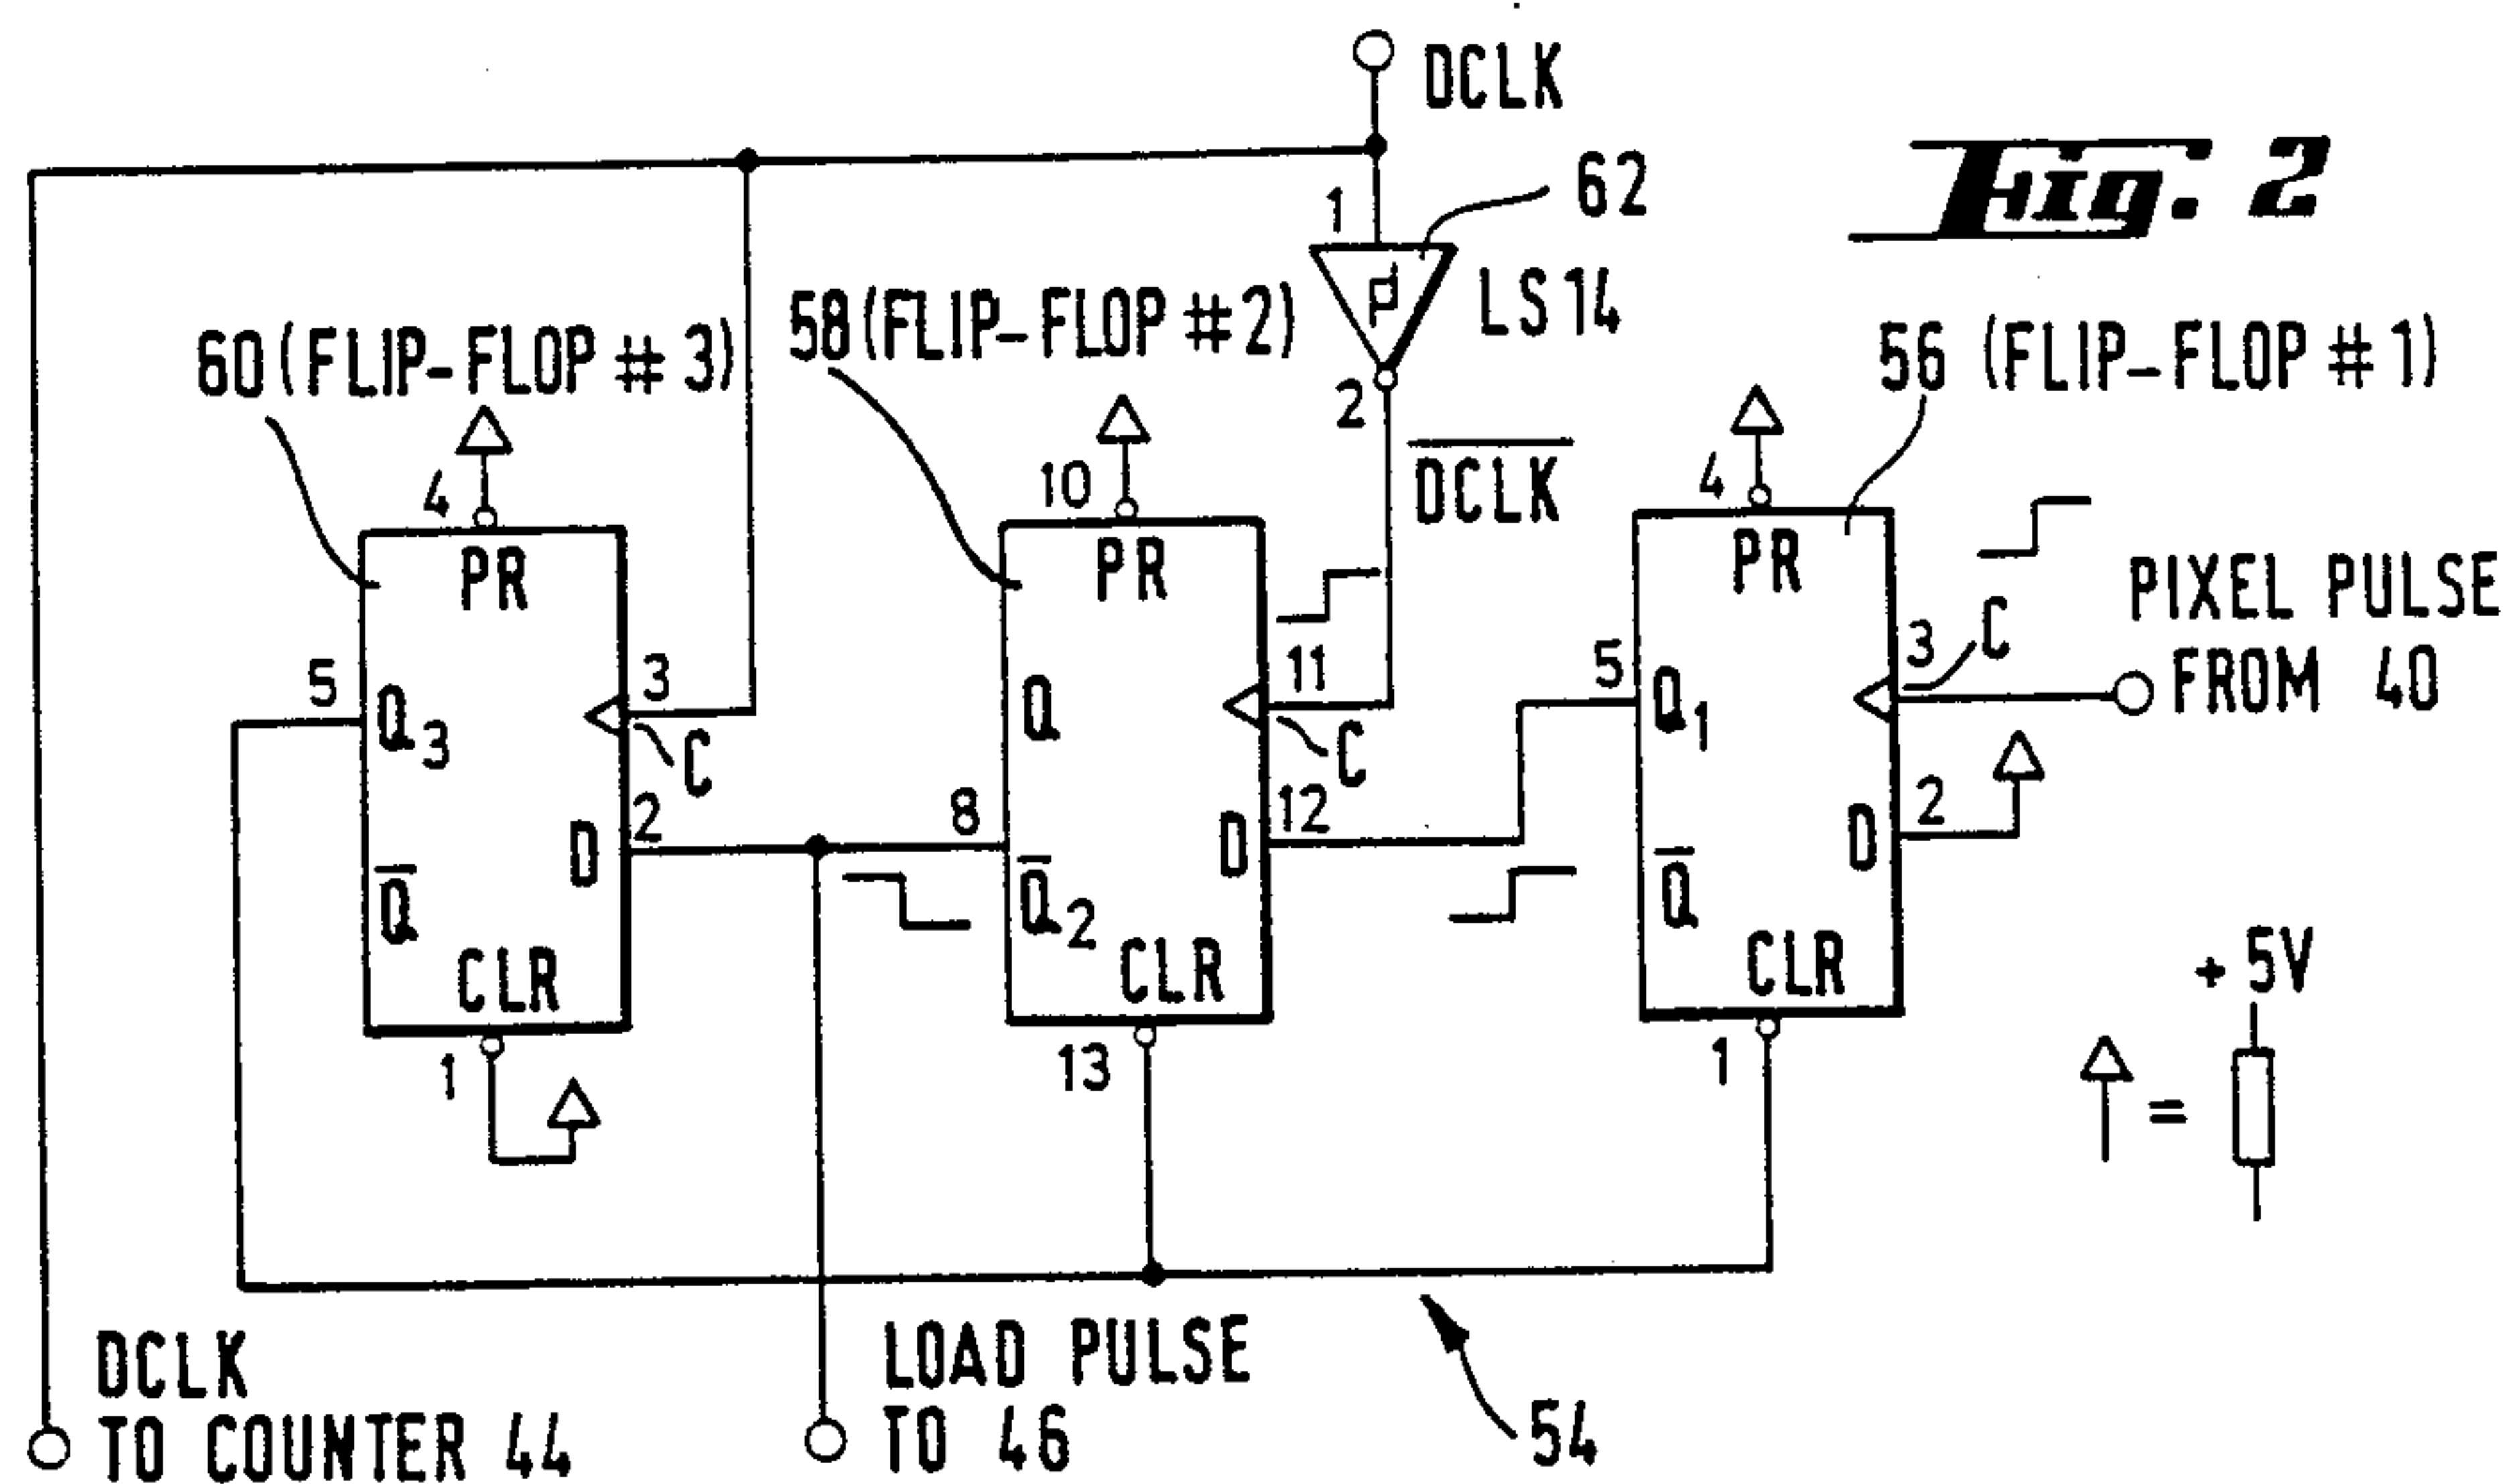 DCLK
Fig. 2
1
62
LS14
2
DCLK
60 (FLIP-FLOP # 3)
58 (FLIP-FLOP #2)
56 (FLIP-FLOP #1)
4
PR
10
PR
4
PR
PIXEL PULSE
FROM 40
5
Q3
3
C
Q
11
C
5
Q1
3
C
2
D
Q
CLR
1
8
Q2
12
D
CLR
13
Q
2
D
CLR
1
+5V
=
LOAD PULSE
TO 46
DCLK
TO COUNTER 44
54